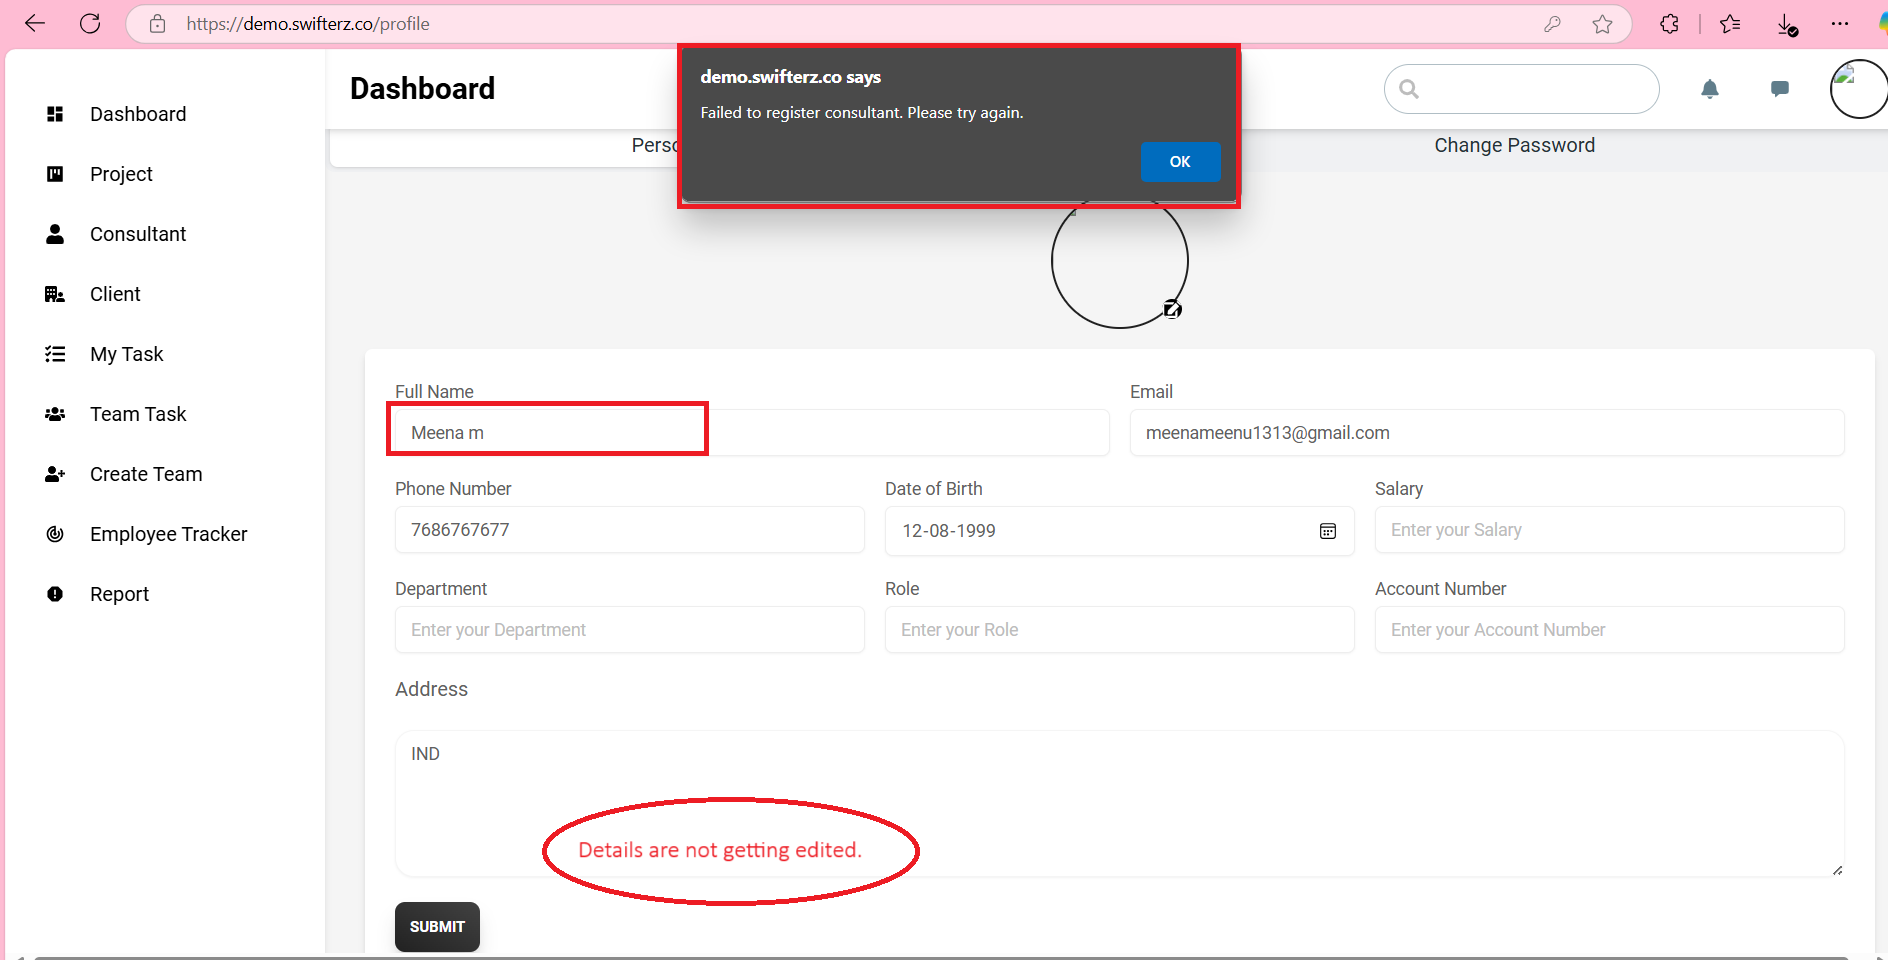 https://demo.swifterz.co/profile
demo.swifterz.co says
Failed to register consultant. Please try again.
OK
Dashboard
Dashboard
Project
Consultant
Client
My Task
Team Task
Create Team
Employee Tracker
Report
Perso
Change Password
Full Name
Meena m
Email
meenameenu1313@gmail.com
Phone Number
7686767677
Date of Birth
12-08-1999
Salary
Enter your Salary
Department
Enter your Department
Role
Enter your Role
Account Number
Enter your Account Number
Address
IND
Details are not getting edited.
SUBMIT